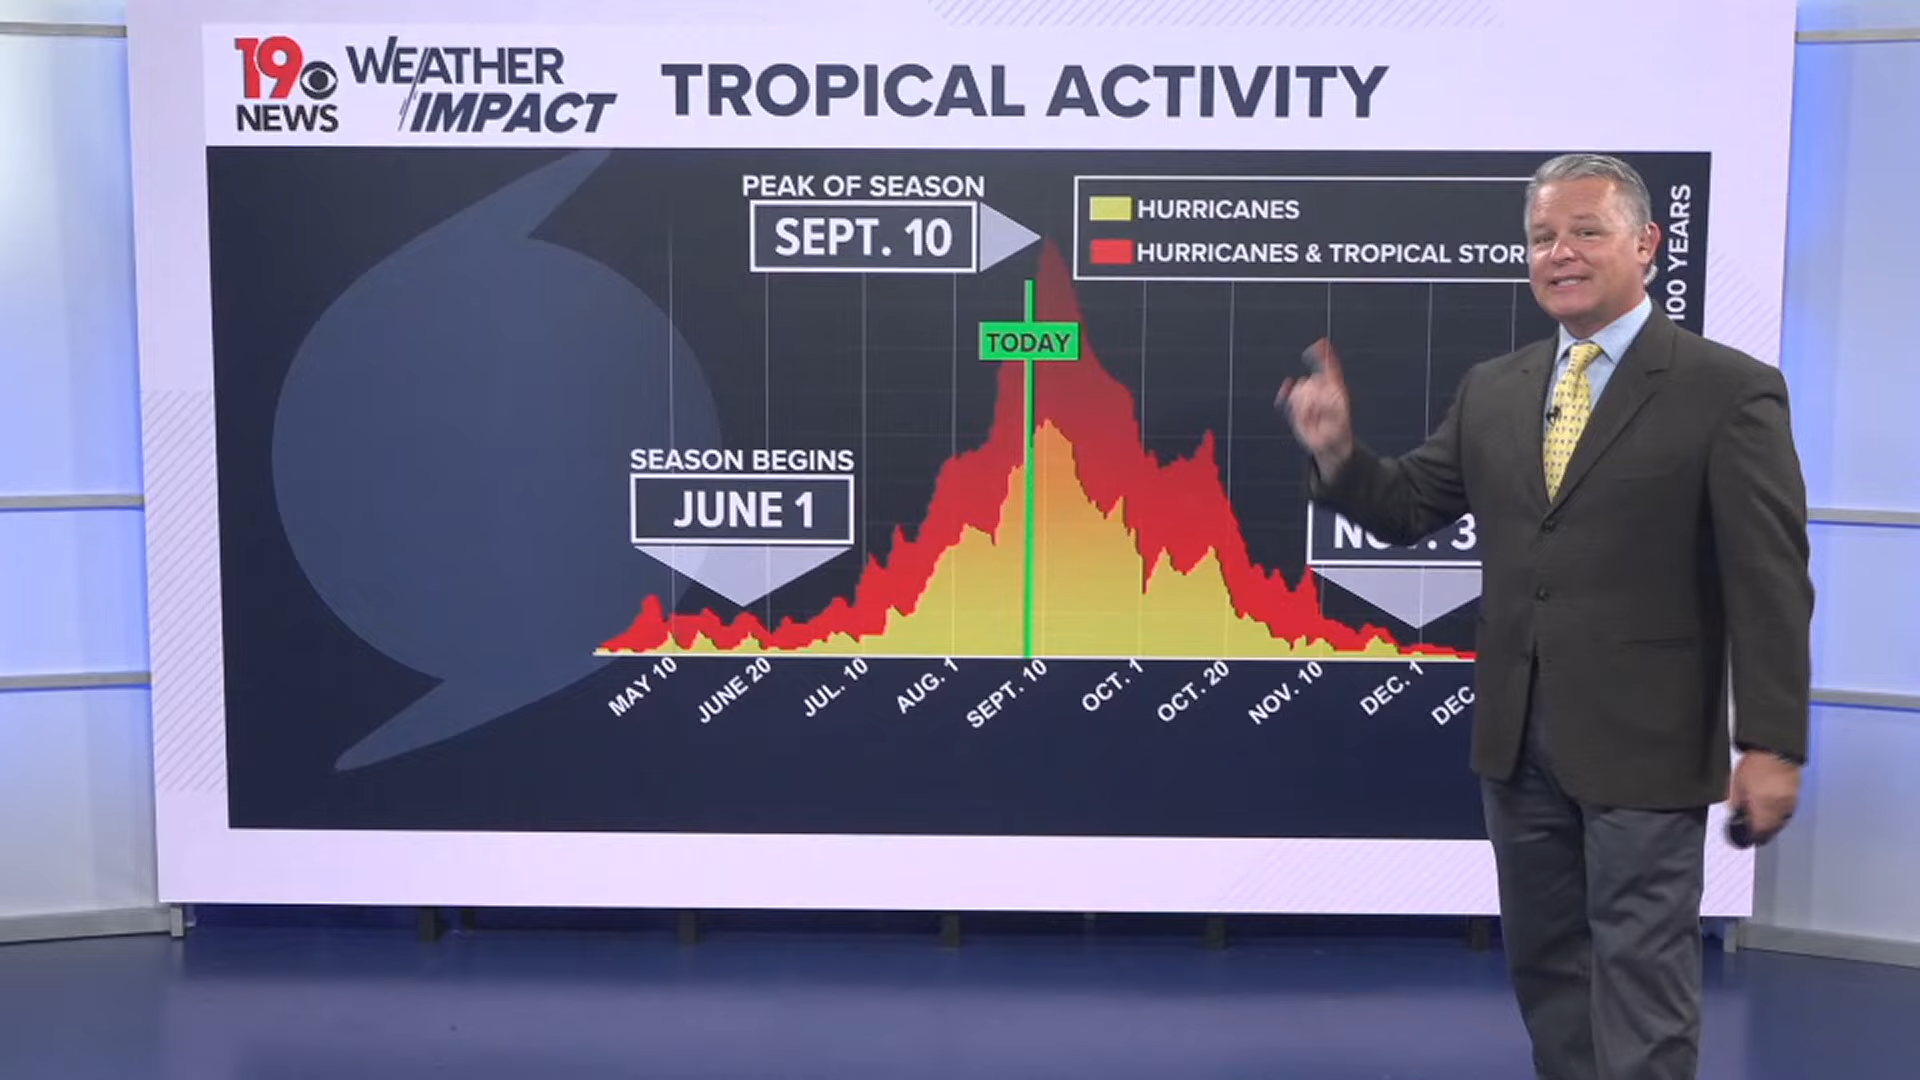 19 NEWS
WEATHER IMPACT
TROPICAL ACTIVITY
PEAK OF SEASON
SEPT. 10
HURRICANES
HURRICANES & TROPICAL
100 YEARS
TODAY
SEASON BEGINS
JUNE 1
MAY 10
JUNE 20
JUL. 10
AUG. 1
SEPT. 10
OCT. 1
OCT. 20
NOV. 10
DEC. 1
DEC